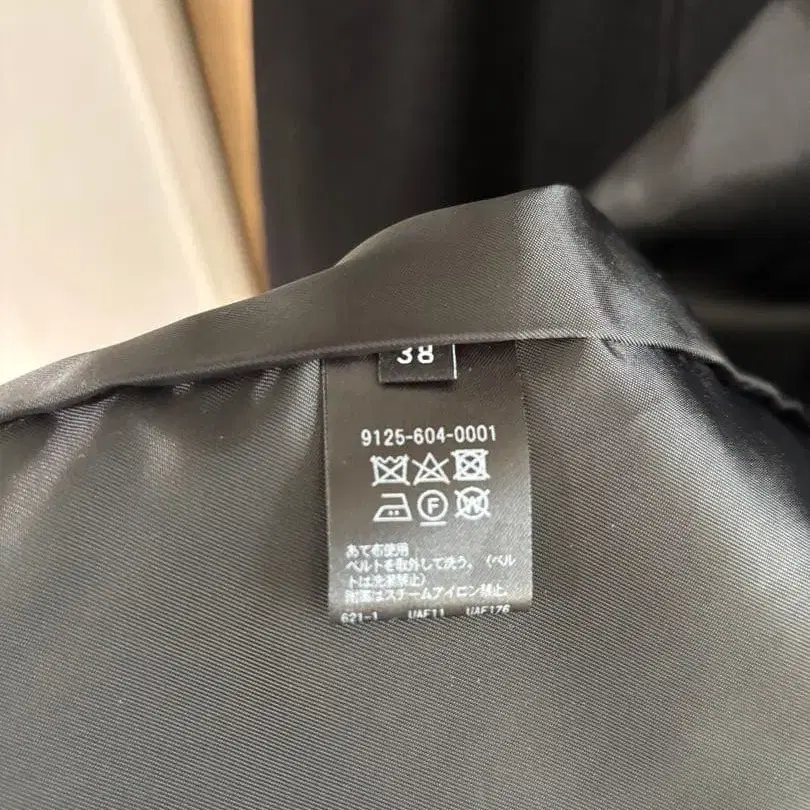 38
9125-604-0001
F W
あて布使用
ベルトを取外して洗う。(ベル
トは洗濯禁止)
附属はスチームアイロン禁止。
621-1 UAF11 UAF176